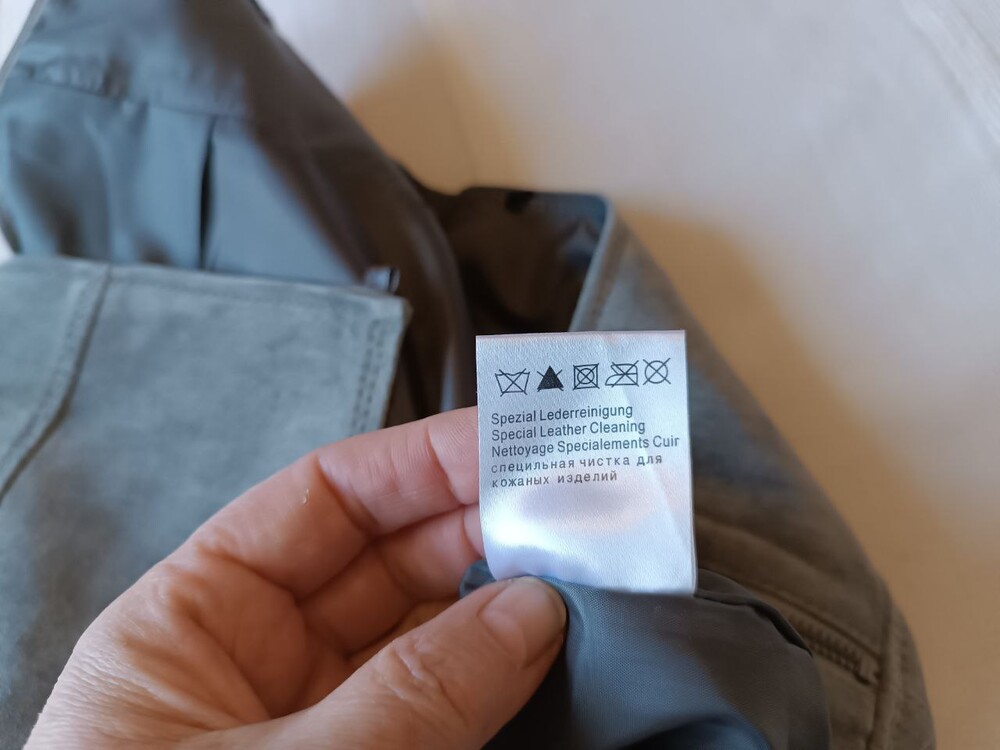 Spezial Lederreinigung
Special Leather Cleaning
Nettoyage Specialements Cuir
специльная чистка для
кожаных изделий